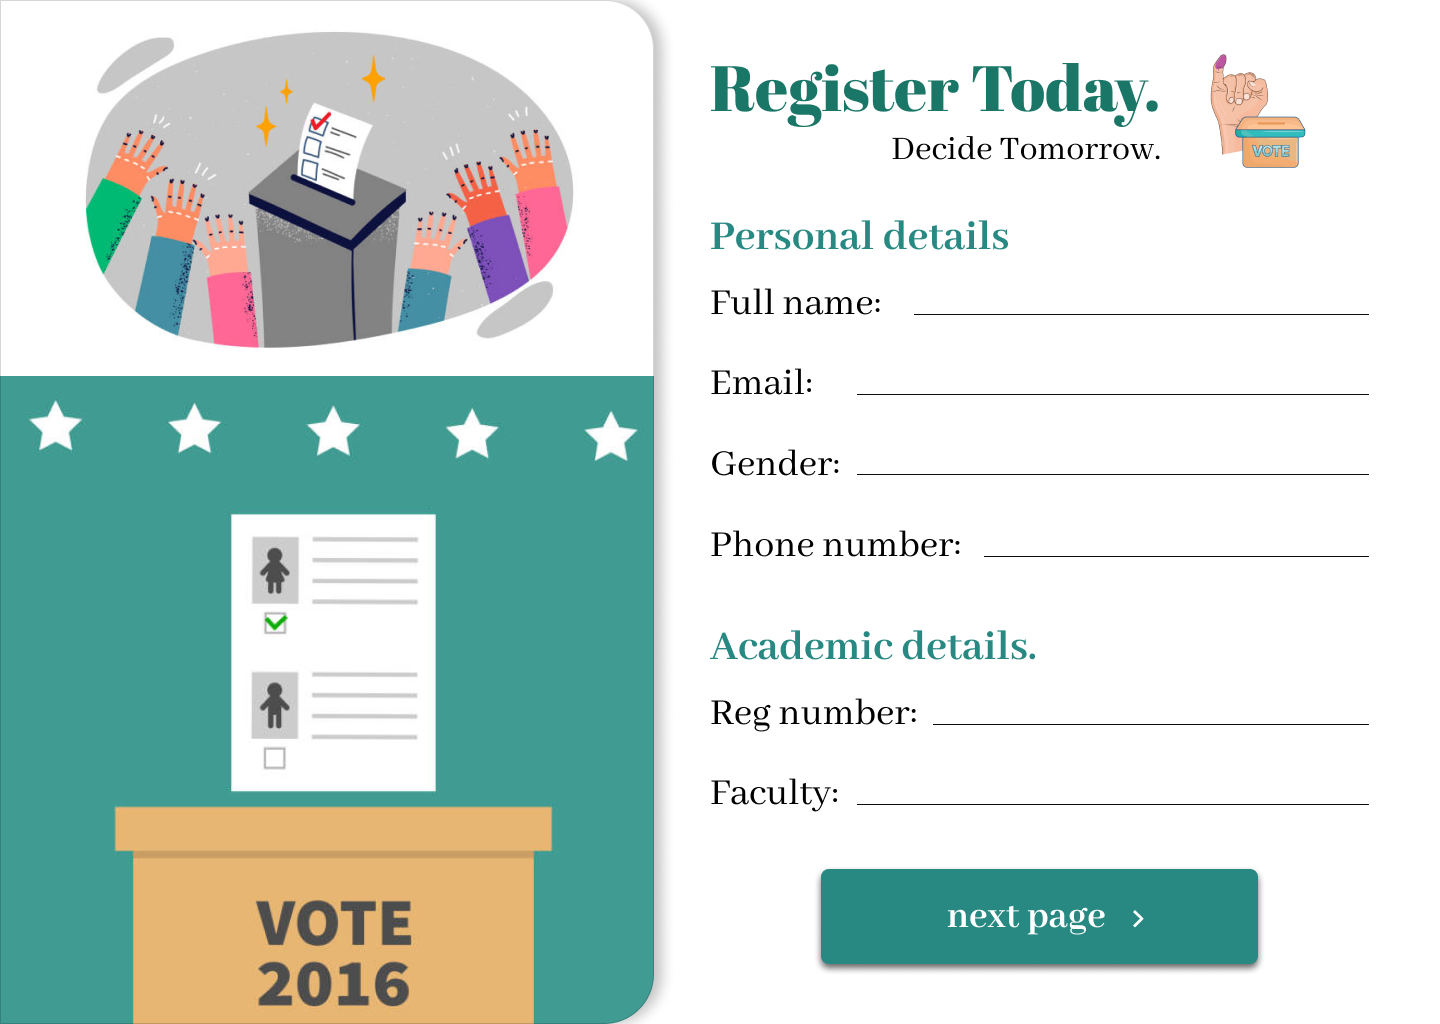 VOTE
2016
Register Today.
Decide Tomorrow.
VOTE
Personal details
Full name:
Email:
Gender:
Phone number:
Academic details.
Reg number:
Faculty:
next page